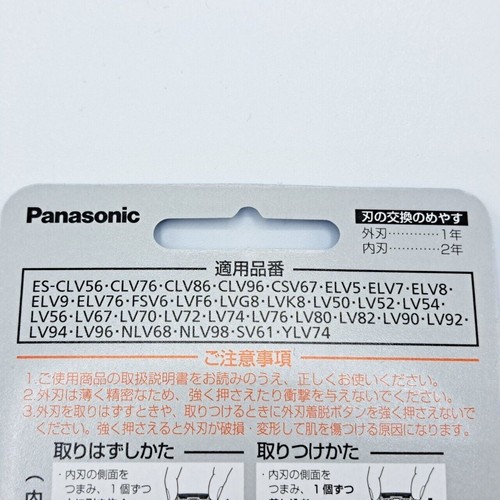 Panasonic
刃の交換のめやす
外刃…………1年
内刃…………2年
適用品番
ES-CLV56・CLV76・CLV86・CLV96・CSV67・ELV5・ELV7・ELV8・
ELV9・ELV76・FSV6・LVF6・LVG8・LVK8・LV50・LV52・LV54・
LV56・LV67・LV70・LV72・LV74・LV76・LV80・LV82・LV90・LV92・
LV94・LV96・NLV68・NLV98・SV61・YLV74
ご注意事項
1.ご使用商品の取扱説明書をお読みのうえ、正しくお使いください。
2.外刃は薄く精密なため、強く押さえたり衝撃を与えないでください。
3.外刃を取りはずすときや、取りつけるときに外刃着脱ボタンを強く押さえないで
ください。強く押さえると外刃が破損・変形して肌を傷つける原因になります。
取りはずしかた
取りつけかた
・内刃の側面を
つまみ、1個ずつ
・内刃の側面を
つまみ、1個ずつ
（内